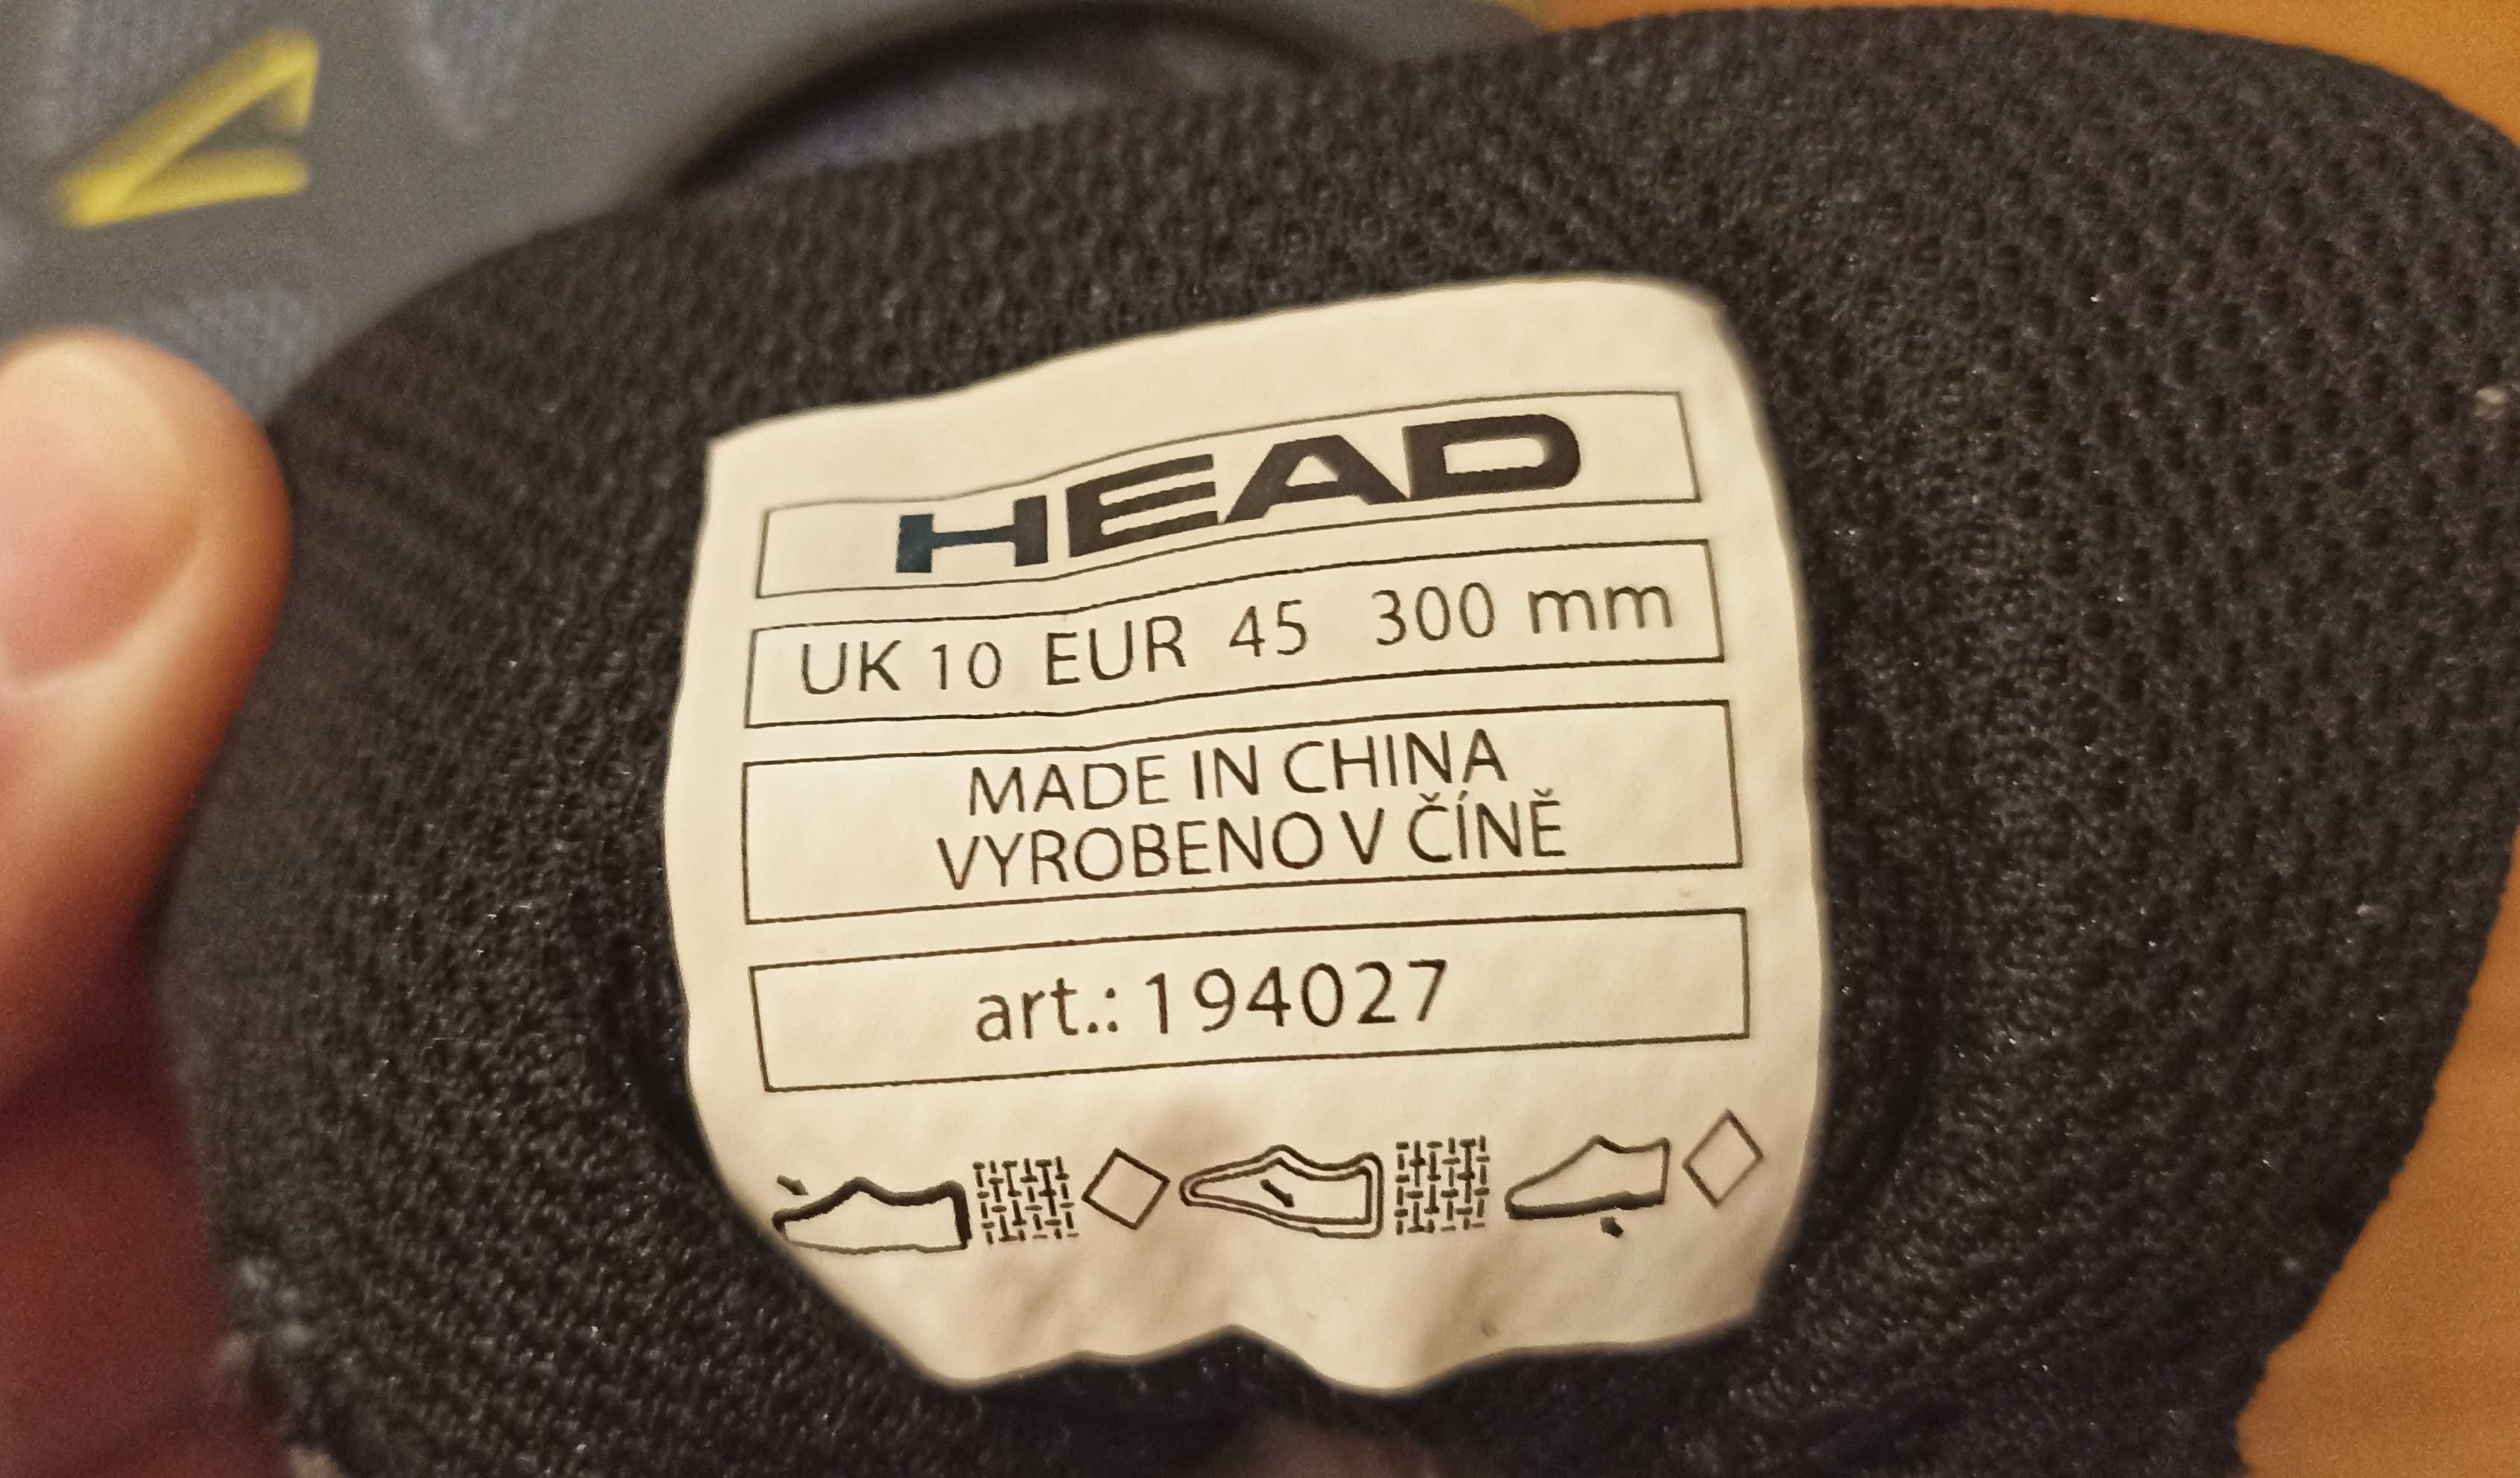 HEAD
UK 10 EUR 45 300 mm
MADE IN CHINA
VYROBENO V ČÍNĚ
art.: 194027